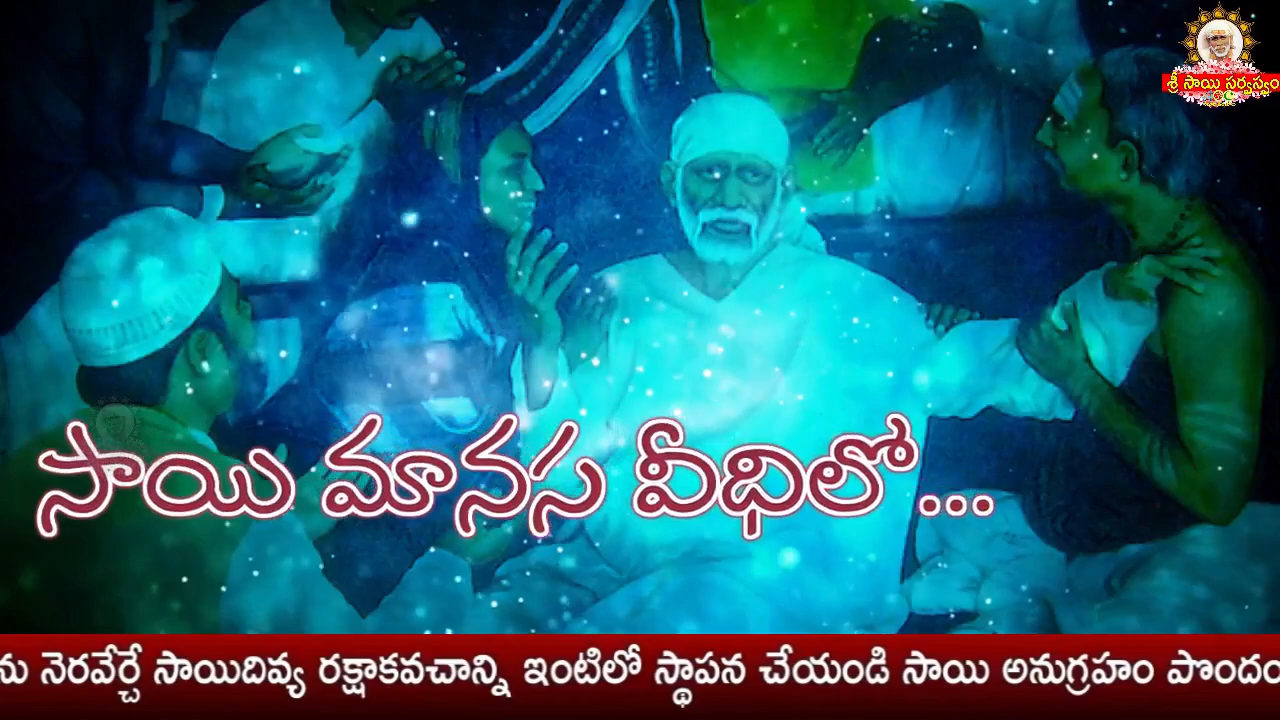 శ్రీ సాయి సర్వస్వం
సాయి మానస వీధిలో ...
ను నెరవేర్చే సాయిదివ్య రక్షాకవచాన్ని ఇంటిలో స్థాపన చేయండి సాయి అనుగ్రహం పొందం